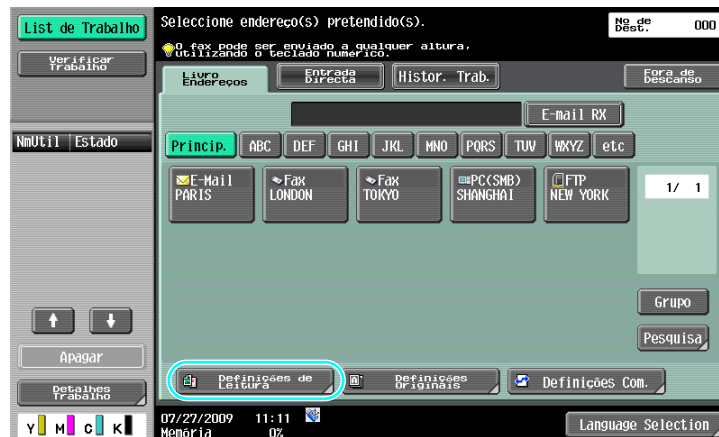 List de Trabalho
Seleccione endereço(s) pretendido(s).
Nº de
Dest.
000
O fax pode ser enviado a qualquer altura,
utilizando o teclado numérico.
Verificar
Trabalho
Livro
Endereços
Entrada
Directa
Histor. Trab.
Fora de
Descanso
E-mail RX
NmUtil
Estado
Princip.
ABC
DEF
GHI
JKL
MNO
PQRS
TUV
WXYZ
etc
E-Mail
PARIS
Fax
LONDON
Fax
TOKYO
PC(SMB)
SHANGHAI
FTP
NEW YORK
1/ 1
Grupo
Pesquisa
Apagar
Detalhes
Trabalho
Definições de
Leitura
Definições
Originais
Definições Com.
Y M C K
07/27/2009 11:11
Memória 0%
Language Selection